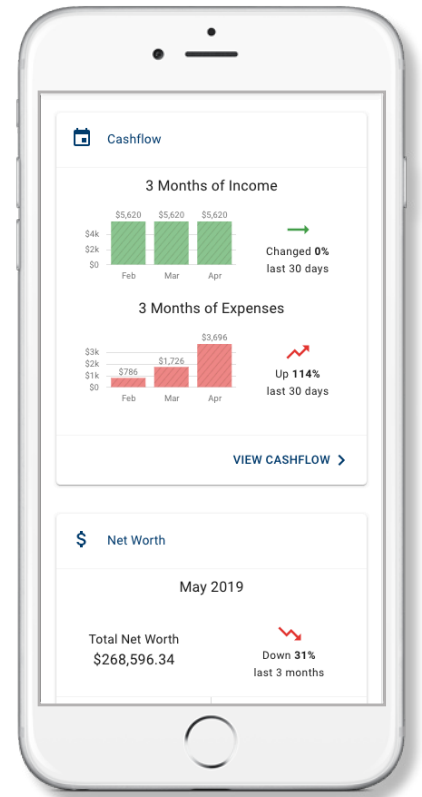 Cashflow
3 Months of Income
$5,620 $5,620 $5,620
$4k
$2k
$0
Feb Mar Apr
Changed 0%
last 30 days
3 Months of Expenses
$3,696
$3k
$2k
$1,726
$1k
$786
$0
Feb Mar Apr
Up 114%
last 30 days
VIEW CASHFLOW
$ Net Worth
May 2019
Total Net Worth
$268,596.34
Down 31%
last 3 months